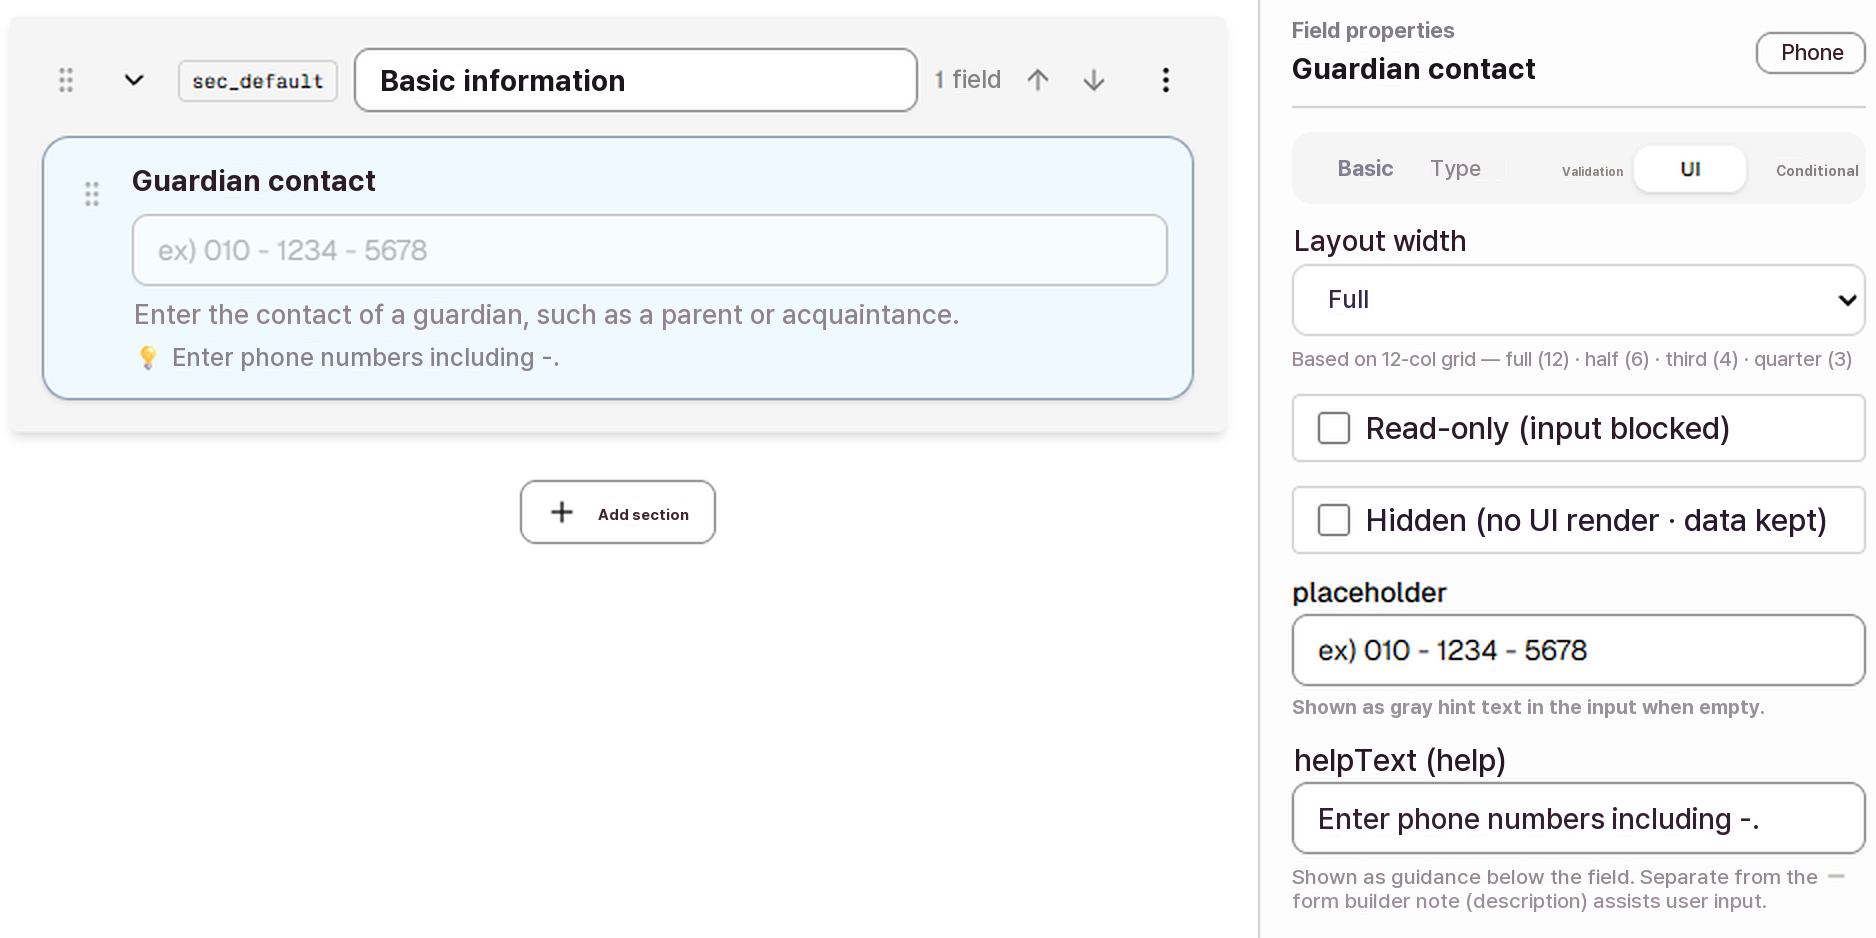 sec_default
Basic information
1 field
Guardian contact
ex) 010 - 1234 - 5678
Enter the contact of a guardian, such as a parent or acquaintance.
💡 Enter phone numbers including -.
+ Add section
Field properties
Guardian contact
Phone
Basic Type Validation UI Conditional
Layout width
Full
Based on 12-col grid — full (12) · half (6) · third (4) · quarter (3)
Read-only (input blocked)
Hidden (no UI render · data kept)
placeholder
ex) 010 - 1234 - 5678
Shown as gray hint text in the input when empty.
helpText (help)
Enter phone numbers including -.
Shown as guidance below the field. Separate from the —
form builder note (description) assists user input.